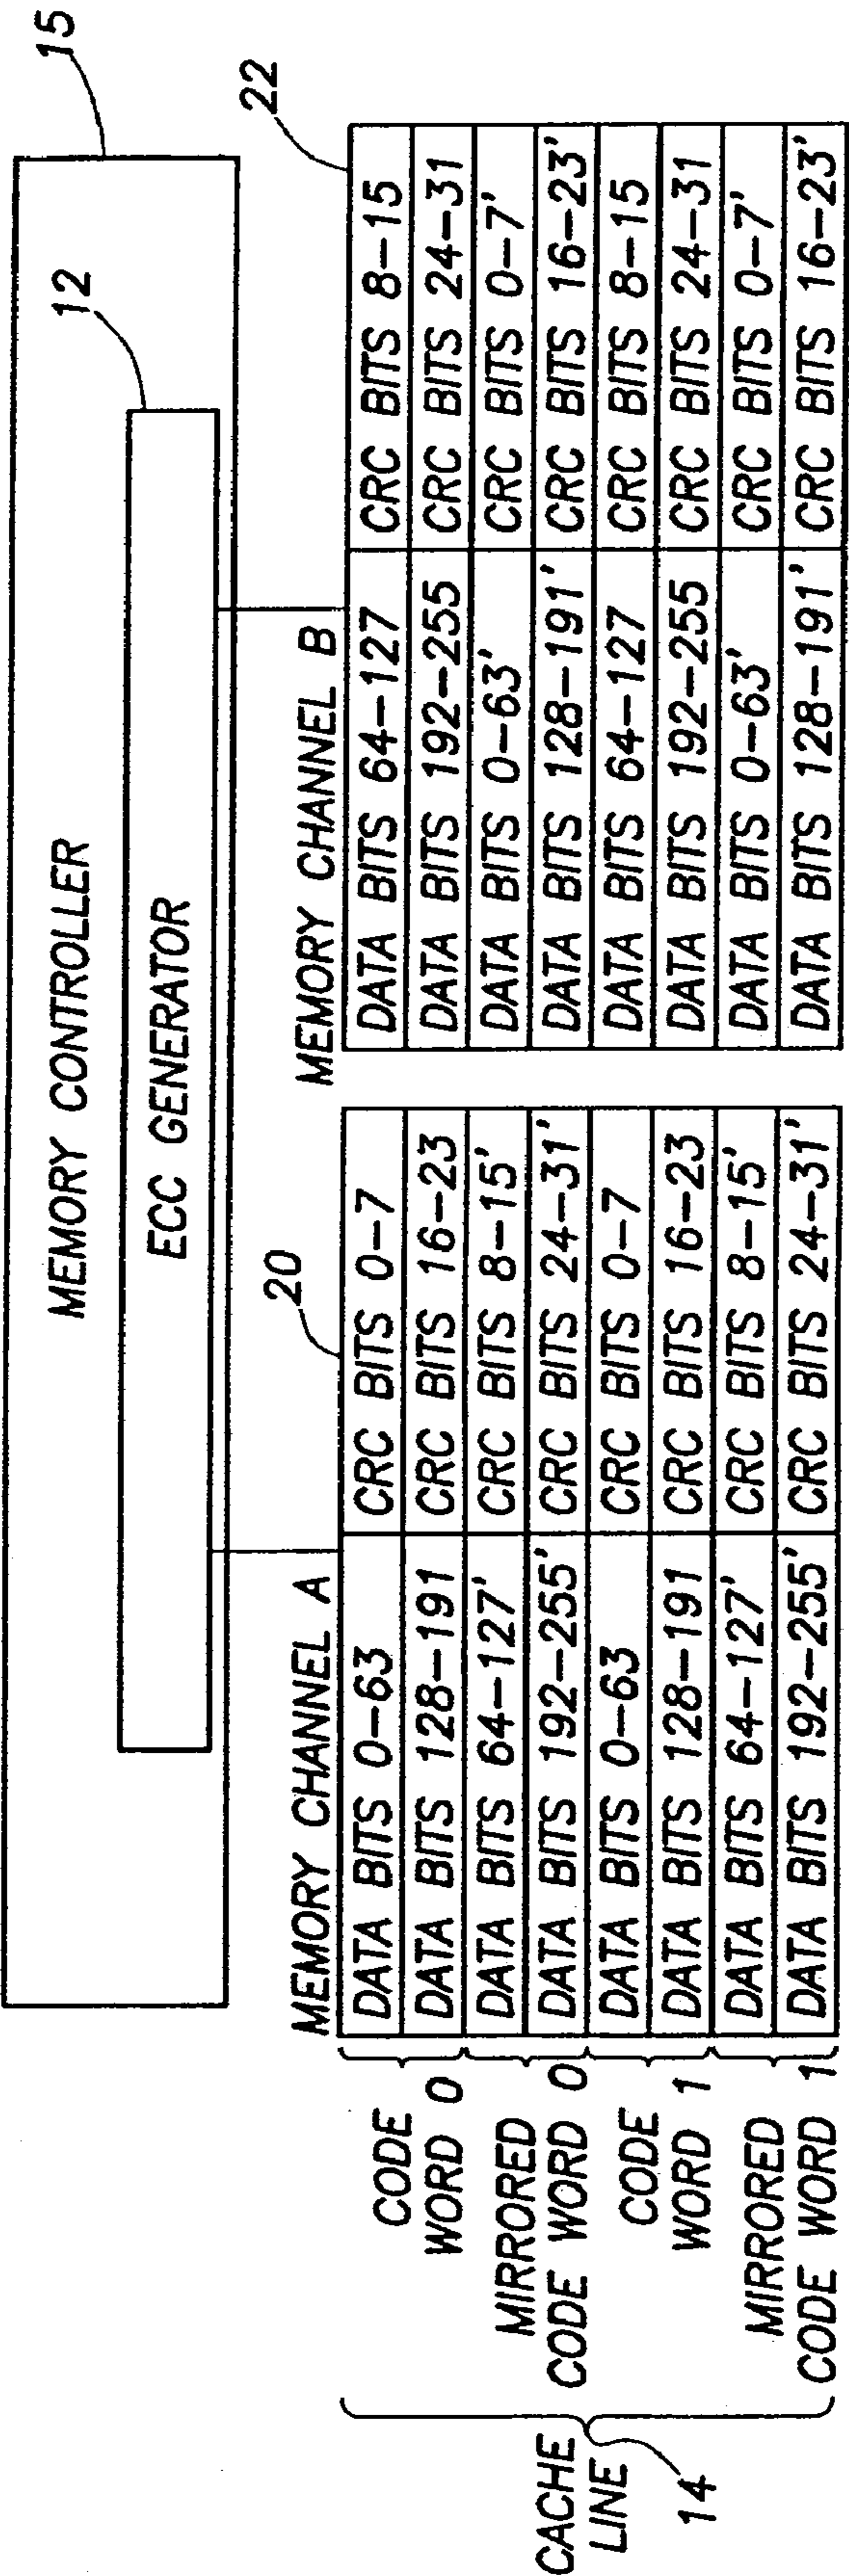 15
MEMORY CONTROLLER
12
ECC GENERATOR
20
22
MEMORY CHANNEL A
MEMORY CHANNEL B
CACHE
LINE
14
CODE
WORD 0
MIRRORED
CODE WORD 0
CODE
WORD 1
MIRRORED
CODE WORD 1
DATA BITS 0–63 CRC BITS 0–7
DATA BITS 128–191 CRC BITS 16–23
DATA BITS 64–127' CRC BITS 8–15'
DATA BITS 192–255' CRC BITS 24–31'
DATA BITS 0–63 CRC BITS 0–7
DATA BITS 128–191 CRC BITS 16–23
DATA BITS 64–127' CRC BITS 8–15'
DATA BITS 192–255' CRC BITS 24–31'
DATA BITS 64–127 CRC BITS 8–15
DATA BITS 192–255 CRC BITS 24–31
DATA BITS 0–63' CRC BITS 0–7'
DATA BITS 128–191' CRC BITS 16–23'
DATA BITS 64–127 CRC BITS 8–15
DATA BITS 192–255 CRC BITS 24–31
DATA BITS 0–63' CRC BITS 0–7'
DATA BITS 128–191' CRC BITS 16–23'